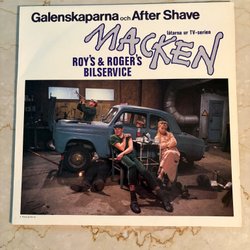 Galenskaparna och After Shave
MACKEN
låtarna ur TV-serien
ROY'S & ROGER'S
BILSERVICE